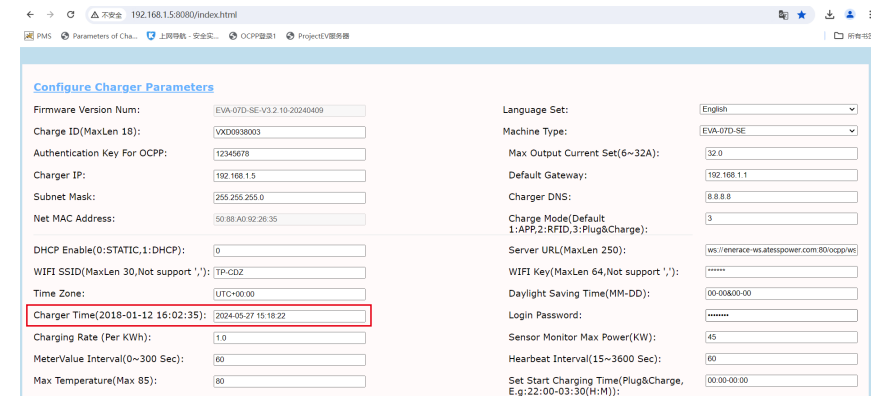 不安全 192.168.1.5:8080/index.html
PMS Parameters of Cha... 上网导航 - 安全实... OCPP登录1 ProjectEV服务器 所有书签
Configure Charger Parameters
Firmware Version Num: EVA-07D-SE-V3.2.10-20240409 Language Set: English
Charge ID(MaxLen 18): VXD0938003 Machine Type: EVA-07D-SE
Authentication Key For OCPP: 12345678 Max Output Current Set(6~32A): 32.0
Charger IP: 192.168.1.5 Default Gateway: 192.168.1.1
Subnet Mask: 255.255.255.0 Charger DNS: 8.8.8.8
Net MAC Address: 50:88:A0:92:26:35 Charge Mode(Default 3
1:APP,2:RFID,3:Plug&Charge):
DHCP Enable(0:STATIC,1:DHCP): 0 Server URL(MaxLen 250): ws://enerace-ws.atesspower.com:80/ocpp/ws
WIFI SSID(MaxLen 30,Not support ','): TP-CDZ WIFI Key(MaxLen 64,Not support ','): ······
Time Zone: UTC+00:00 Daylight Saving Time(MM-DD): 00-00&00-00
Charger Time(2018-01-12 16:02:35): 2024-05-27 15:18:22 Login Password: ········
Charging Rate (Per KWh): 1.0 Sensor Monitor Max Power(KW): 45
MeterValue Interval(0~300 Sec): 60 Hearbeat Interval(15~3600 Sec): 60
Max Temperature(Max 85): 80 Set Start Charging Time(Plug&Charge, 00:00-00:00
E.g:22:00-03:30(H:M)):